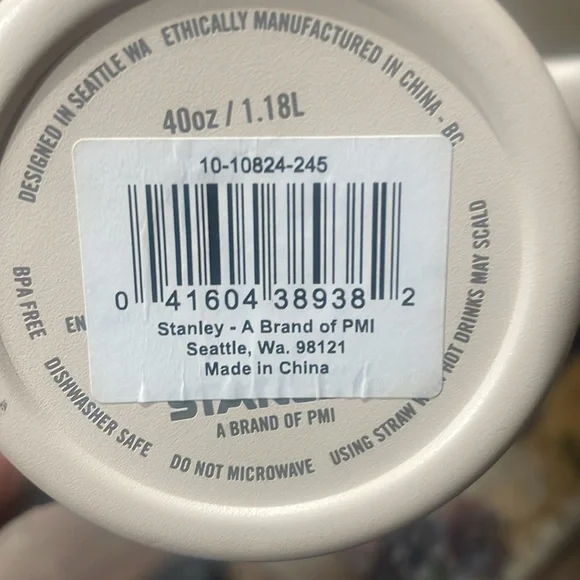 DESIGNED IN SEATTLE WA
ETHICALLY MANUFACTURED IN CHINA - BC
40oz / 1.18L
10-10824-245
0 41604 38938 2
Stanley - A Brand of PMI
Seattle, Wa. 98121
Made in China
A BRAND OF PMI
BPA FREE
DISHWASHER SAFE
DO NOT MICROWAVE
USING STRAW HOT DRINKS MAY SCALD